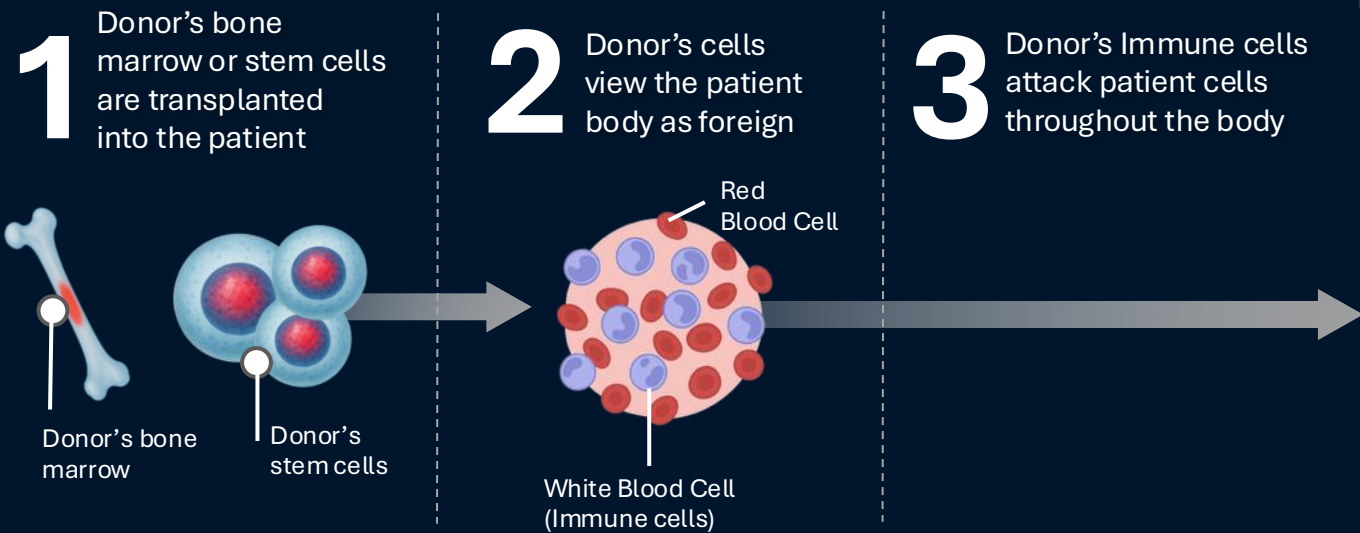 1
Donor’s bone
marrow or stem cells
are transplanted
into the patient
2
Donor’s cells
view the patient
body as foreign
3
Donor’s Immune cells
attack patient cells
throughout the body
Red
Blood Cell
Donor’s bone
marrow
Donor’s
stem cells
White Blood Cell
(Immune cells)